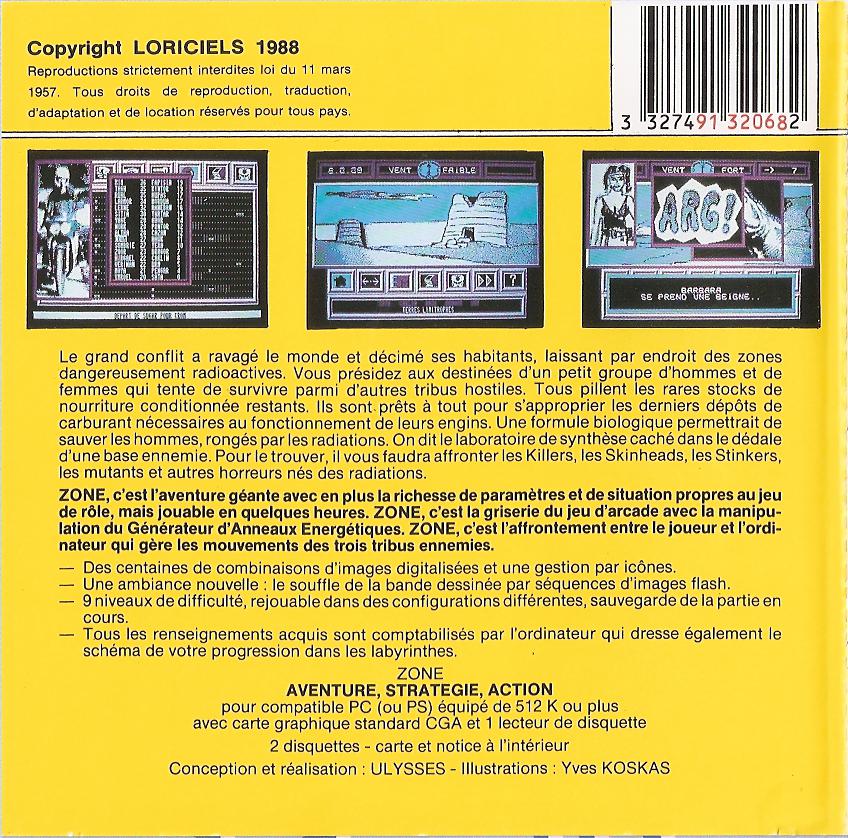 Copyright LORICIELS 1988
Reproductions strictement interdites loi du 11 mars
1957. Tous droits de reproduction, traduction,
d'adaptation et de location réservés pour tous pays.
3 327491 320682
6.0.89 VENT FAIBLE
VENT FORT -> 7
ARG!
BARBARA
SE PREND UNE BEIGNE..
DEPART DE SUGAR POUR TROM
TERRES LIMITROPHES
Le grand conflit a ravagé le monde et décimé ses habitants, laissant par endroit des zones
dangereusement radioactives. Vous présidez aux destinées d'un petit groupe d'hommes et de
femmes qui tente de survivre parmi d'autres tribus hostiles. Tous pillent les rares stocks de
nourriture conditionnée restants. Ils sont prêts à tout pour s'approprier les derniers dépôts de
carburant nécessaires au fonctionnement de leurs engins. Une formule biologique permettrait de
sauver les hommes, rongés par les radiations. On dit le laboratoire de synthèse caché dans le dédale
d'une base ennemie. Pour le trouver, il vous faudra affronter les Killers, les Skinheads, les Stinkers,
les mutants et autres horreurs nés des radiations.
ZONE, c'est l'aventure géante avec en plus la richesse de paramètres et de situation propres au jeu
de rôle, mais jouable en quelques heures. ZONE, c'est la griserie du jeu d'arcade avec la manipu-
lation du Générateur d'Anneaux Energétiques. ZONE, c'est l'affrontement entre le joueur et l'ordi-
nateur qui gère les mouvements des trois tribus ennemies.
— Des centaines de combinaisons d'images digitalisées et une gestion par icônes.
— Une ambiance nouvelle : le souffle de la bande dessinée par séquences d'images flash.
— 9 niveaux de difficulté, rejouable dans des configurations différentes, sauvegarde de la partie en
cours.
— Tous les renseignements acquis sont comptabilisés par l'ordinateur qui dresse également le
schéma de votre progression dans les labyrinthes.
ZONE
AVENTURE, STRATEGIE, ACTION
pour compatible PC (ou PS) équipé de 512 K ou plus
avec carte graphique standard CGA et 1 lecteur de disquette
2 disquettes - carte et notice à l'intérieur
Conception et réalisation : ULYSSES - Illustrations : Yves KOSKAS